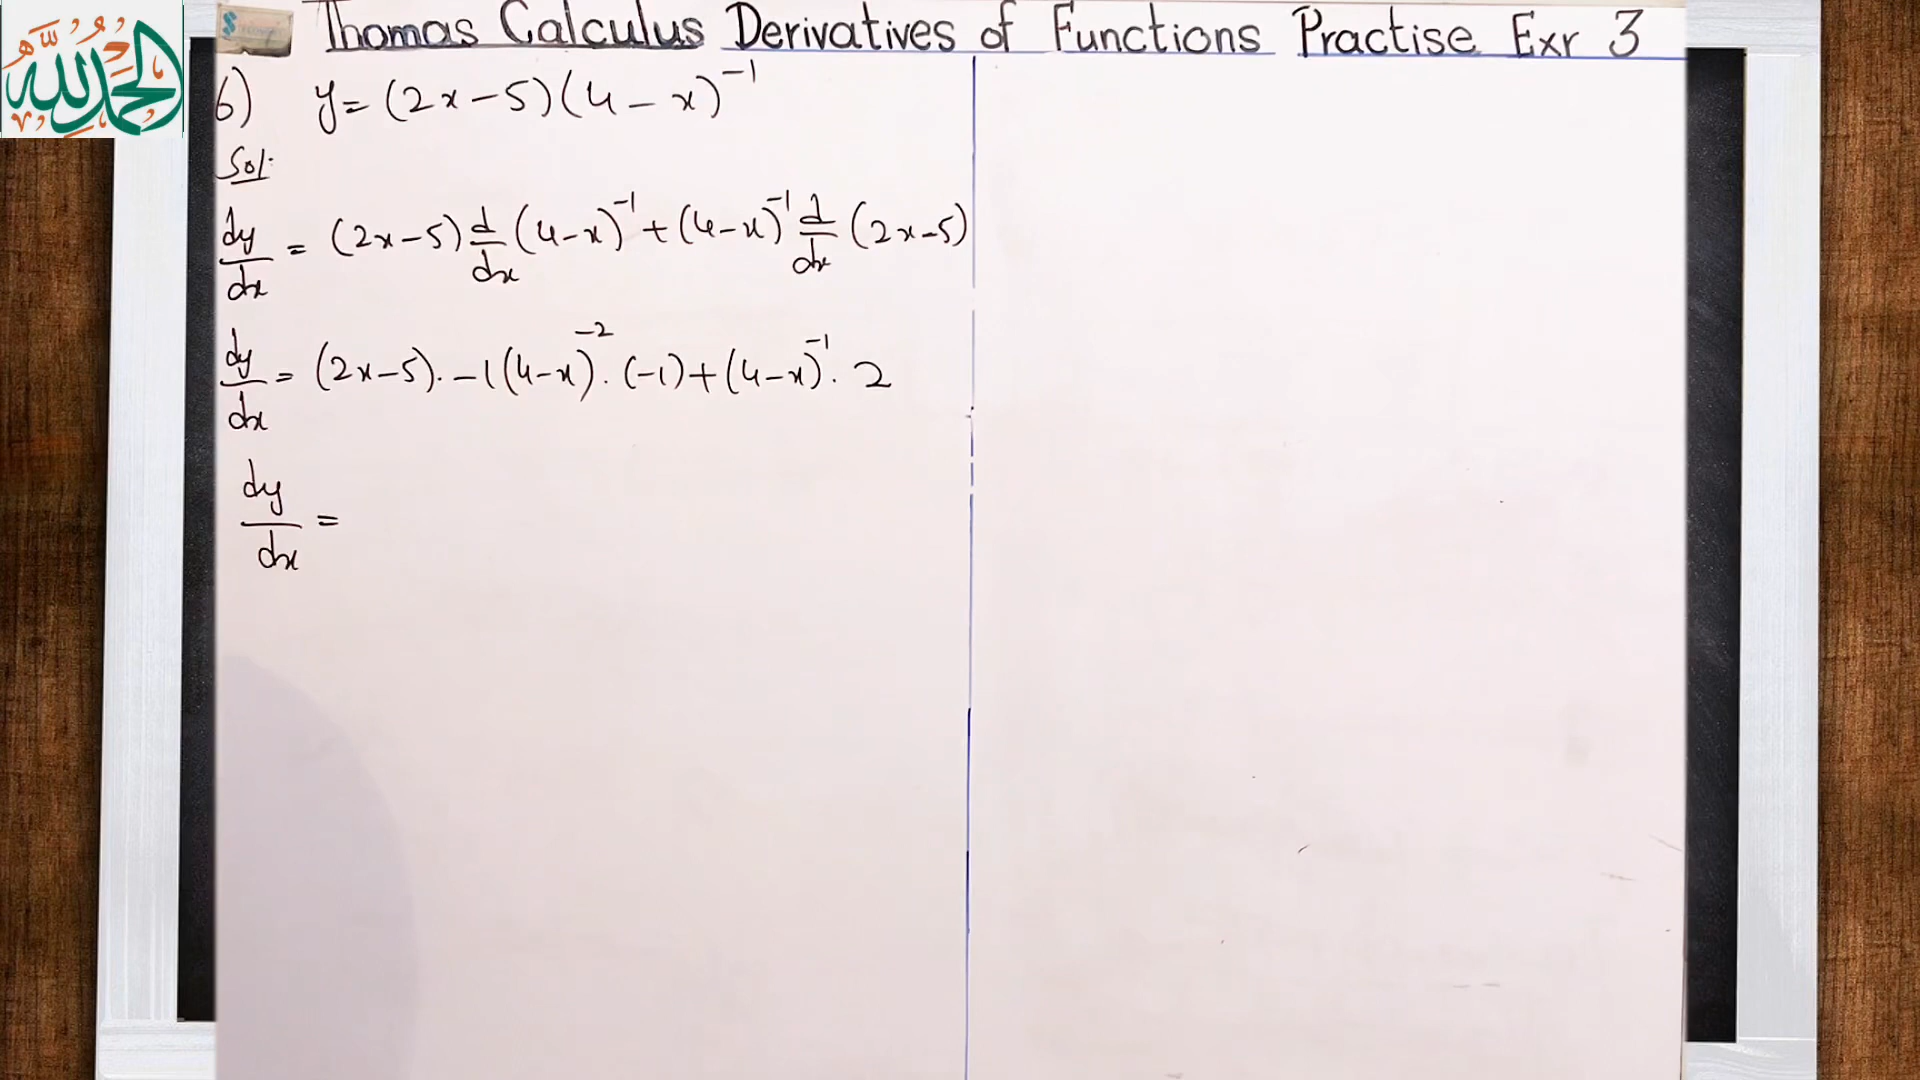 الحمد لله
Thomas Calculus Derivatives of Functions Practise Exr 3
6) y = (2x-5)(4-x)^-1
Sol:
dy/dx = (2x-5) d/dx (4-x)^-1 + (4-x)^-1 d/dx (2x-5)
dy/dx = (2x-5). -1(4-x)^-2 . (-1) + (4-x)^-1 . 2
dy/dx =